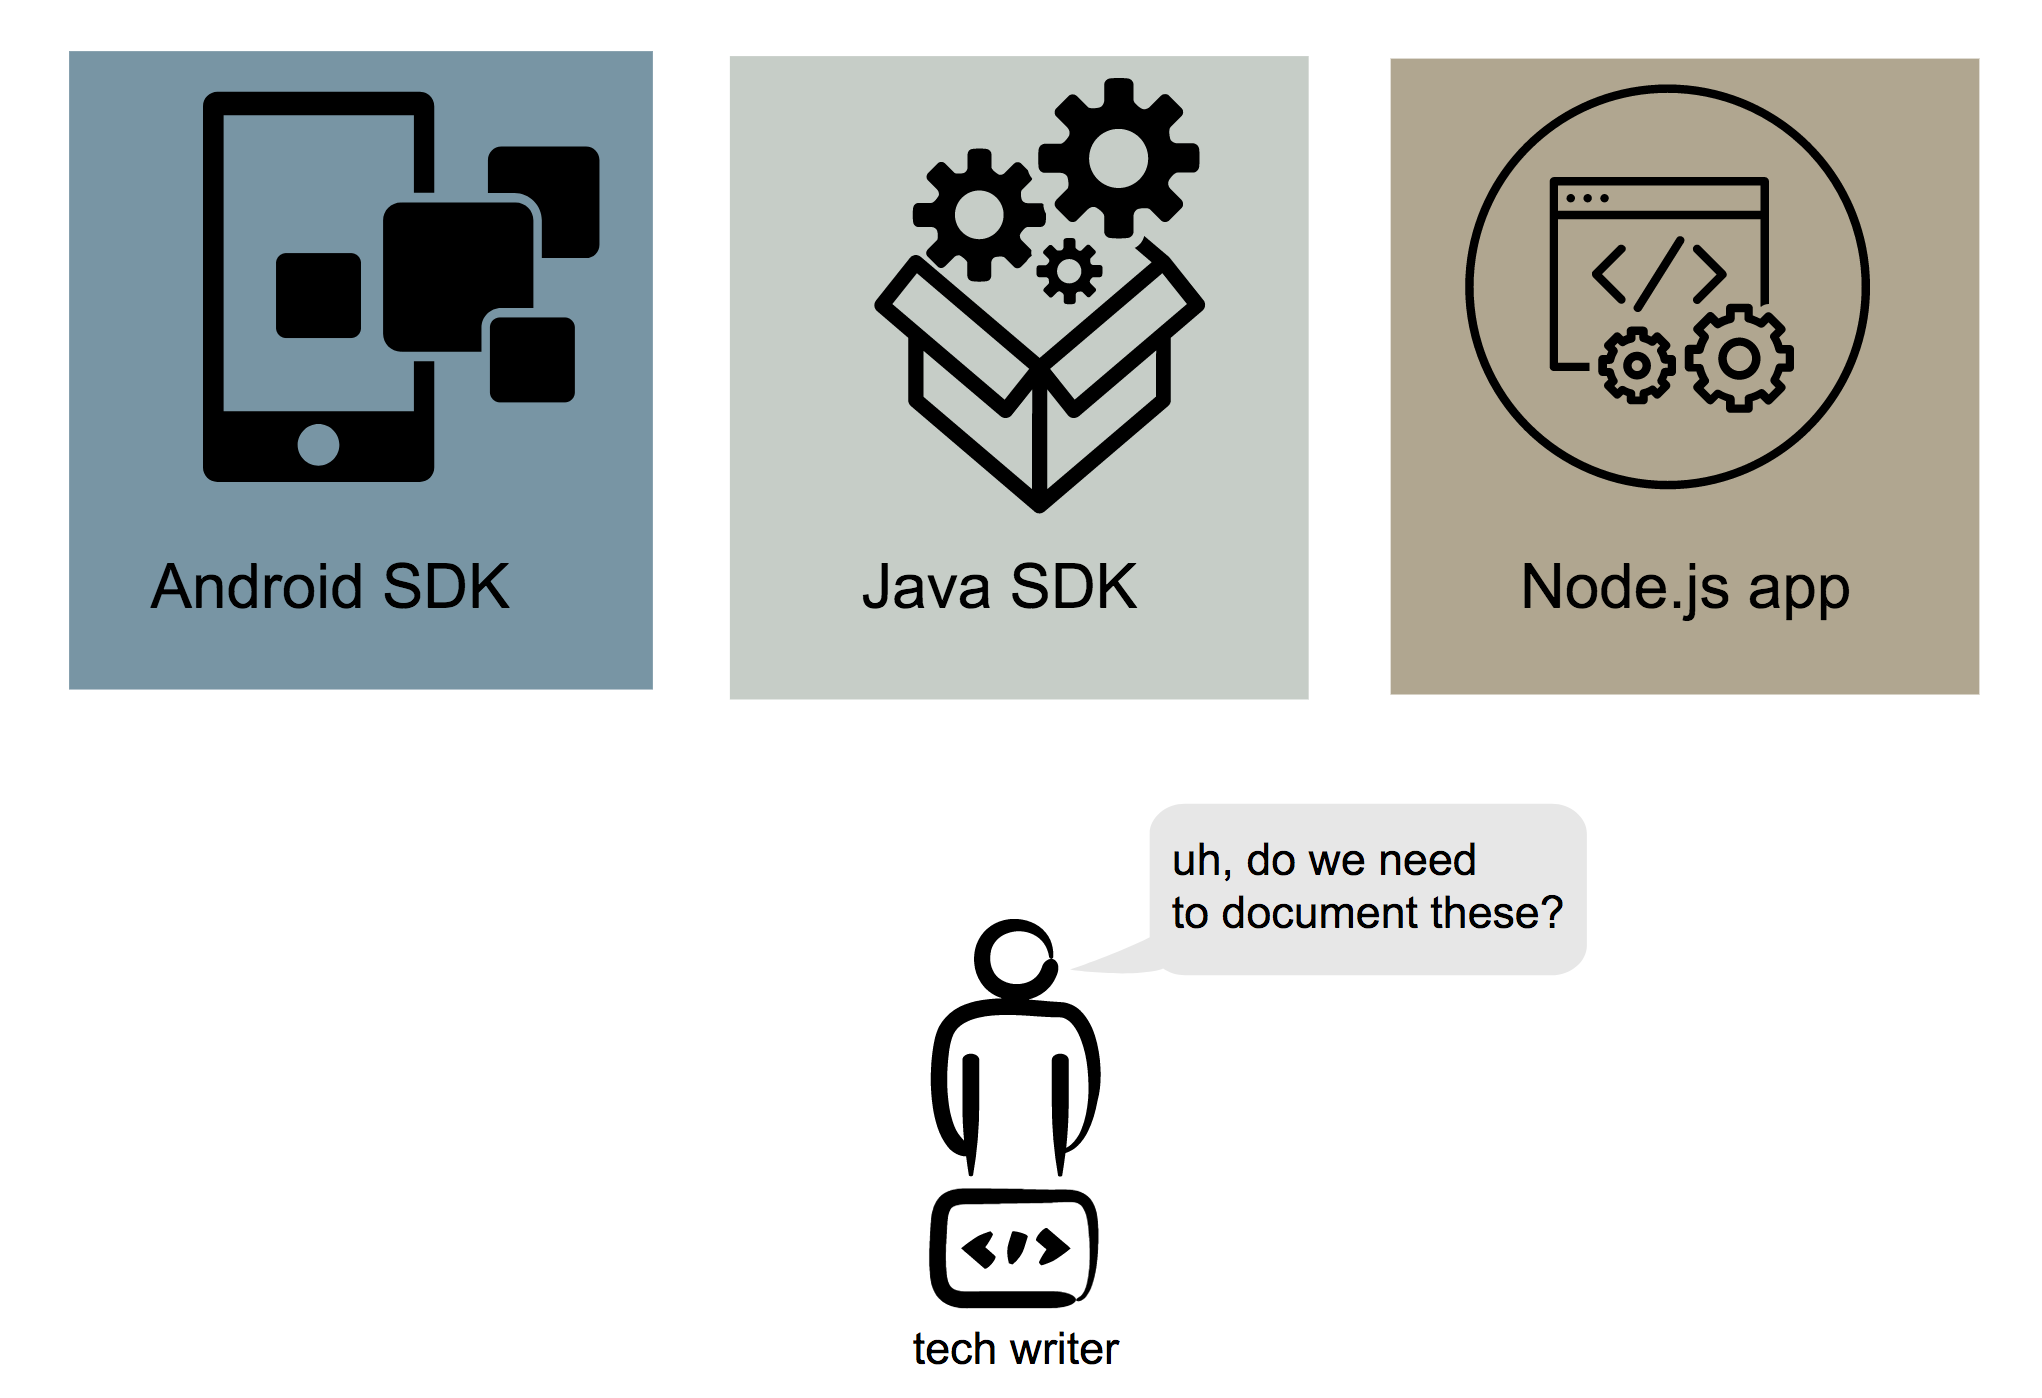 Android SDK
Java SDK
Node.js app
uh, do we need
to document these?
tech writer